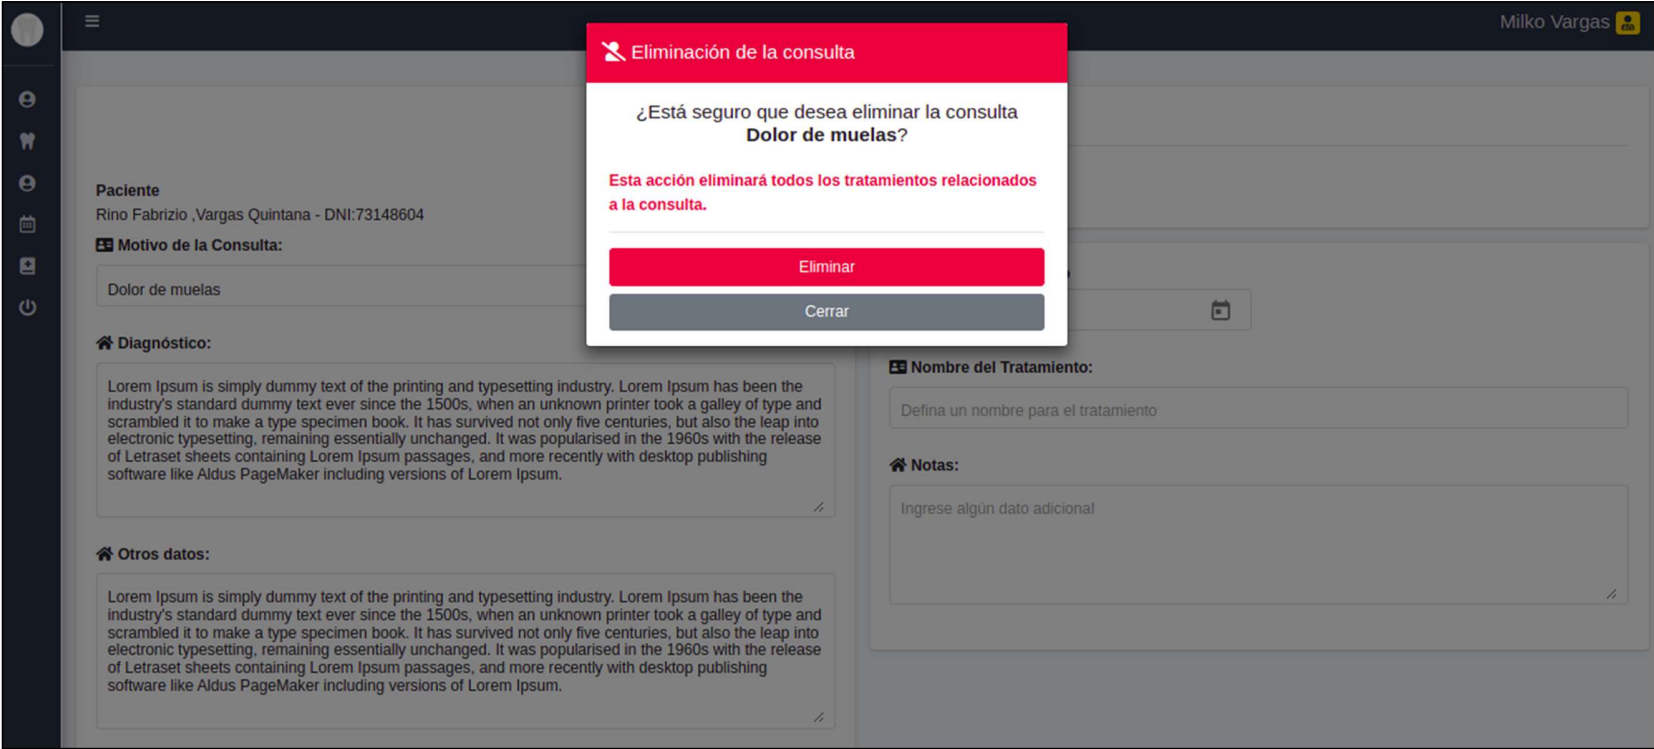 Milko Vargas
Eliminación de la consulta
¿Está seguro que desea eliminar la consulta
Dolor de muelas?
Esta acción eliminará todos los tratamientos relacionados
a la consulta.
Eliminar
Cerrar
Paciente
Rino Fabrizio ,Vargas Quintana - DNI:73148604
Motivo de la Consulta:
Dolor de muelas
Diagnóstico:
Lorem Ipsum is simply dummy text of the printing and typesetting industry. Lorem Ipsum has been the
industry's standard dummy text ever since the 1500s, when an unknown printer took a galley of type and
scrambled it to make a type specimen book. It has survived not only five centuries, but also the leap into
electronic typesetting, remaining essentially unchanged. It was popularised in the 1960s with the release
of Letraset sheets containing Lorem Ipsum passages, and more recently with desktop publishing
software like Aldus PageMaker including versions of Lorem Ipsum.
Otros datos:
Lorem Ipsum is simply dummy text of the printing and typesetting industry. Lorem Ipsum has been the
industry's standard dummy text ever since the 1500s, when an unknown printer took a galley of type and
scrambled it to make a type specimen book. It has survived not only five centuries, but also the leap into
electronic typesetting, remaining essentially unchanged. It was popularised in the 1960s with the release
of Letraset sheets containing Lorem Ipsum passages, and more recently with desktop publishing
software like Aldus PageMaker including versions of Lorem Ipsum.
Nombre del Tratamiento:
Defina un nombre para el tratamiento
Notas:
Ingrese algún dato adicional